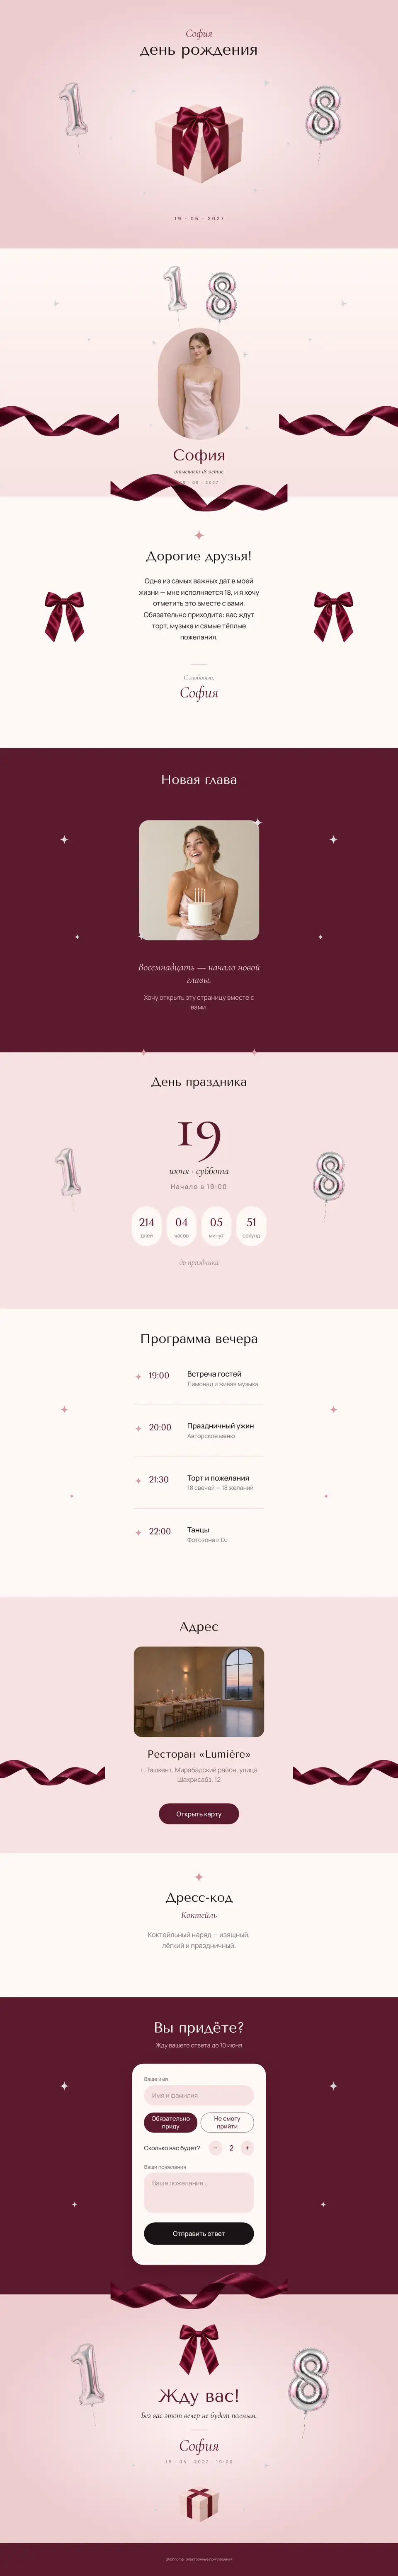 София
день рождения
19 · 06 · 2027
София
отмечает 18-летие
Дорогие друзья!
Одна из самых важных дат в моей
жизни — мне исполняется 18, и я хочу
отметить это вместе с вами.
Обязательно приходите: вас ждут
торт, музыка и самые тёплые
пожелания.
С любовью,
София
Новая глава
Восемнадцать — начало новой
главы.
Хочу открыть эту страницу вместе с
вами.
День праздника
19
июня · суббота
Начало в 19:00
214 04 05 51
дней часов минут секунд
до праздника
Программа вечера
19:00 Встреча гостей
Лимонад и живая музыка
20:00 Праздничный ужин
Авторское меню
21:30 Торт и пожелания
18 свечей — 18 желаний
22:00 Танцы
Фотозона и DJ
Адрес
Ресторан «Lumière»
г. Ташкент, Мирабадский район, улица
Шахрисабз, 12
Открыть карту
Дресс-код
Коктейль
Коктейльный наряд — изящный,
лёгкий и праздничный.
Вы придёте?
Жду вашего ответа до 10 июня
Ваше имя
Имя и фамилия
Обязательно
приду
Не смогу
прийти
Сколько вас будет? − 2 +
Ваши пожелания
Ваше пожелание…
Отправить ответ
Жду вас!
Без вас этот вечер не будет полным.
София
19 · 06 · 2027 · 19:00